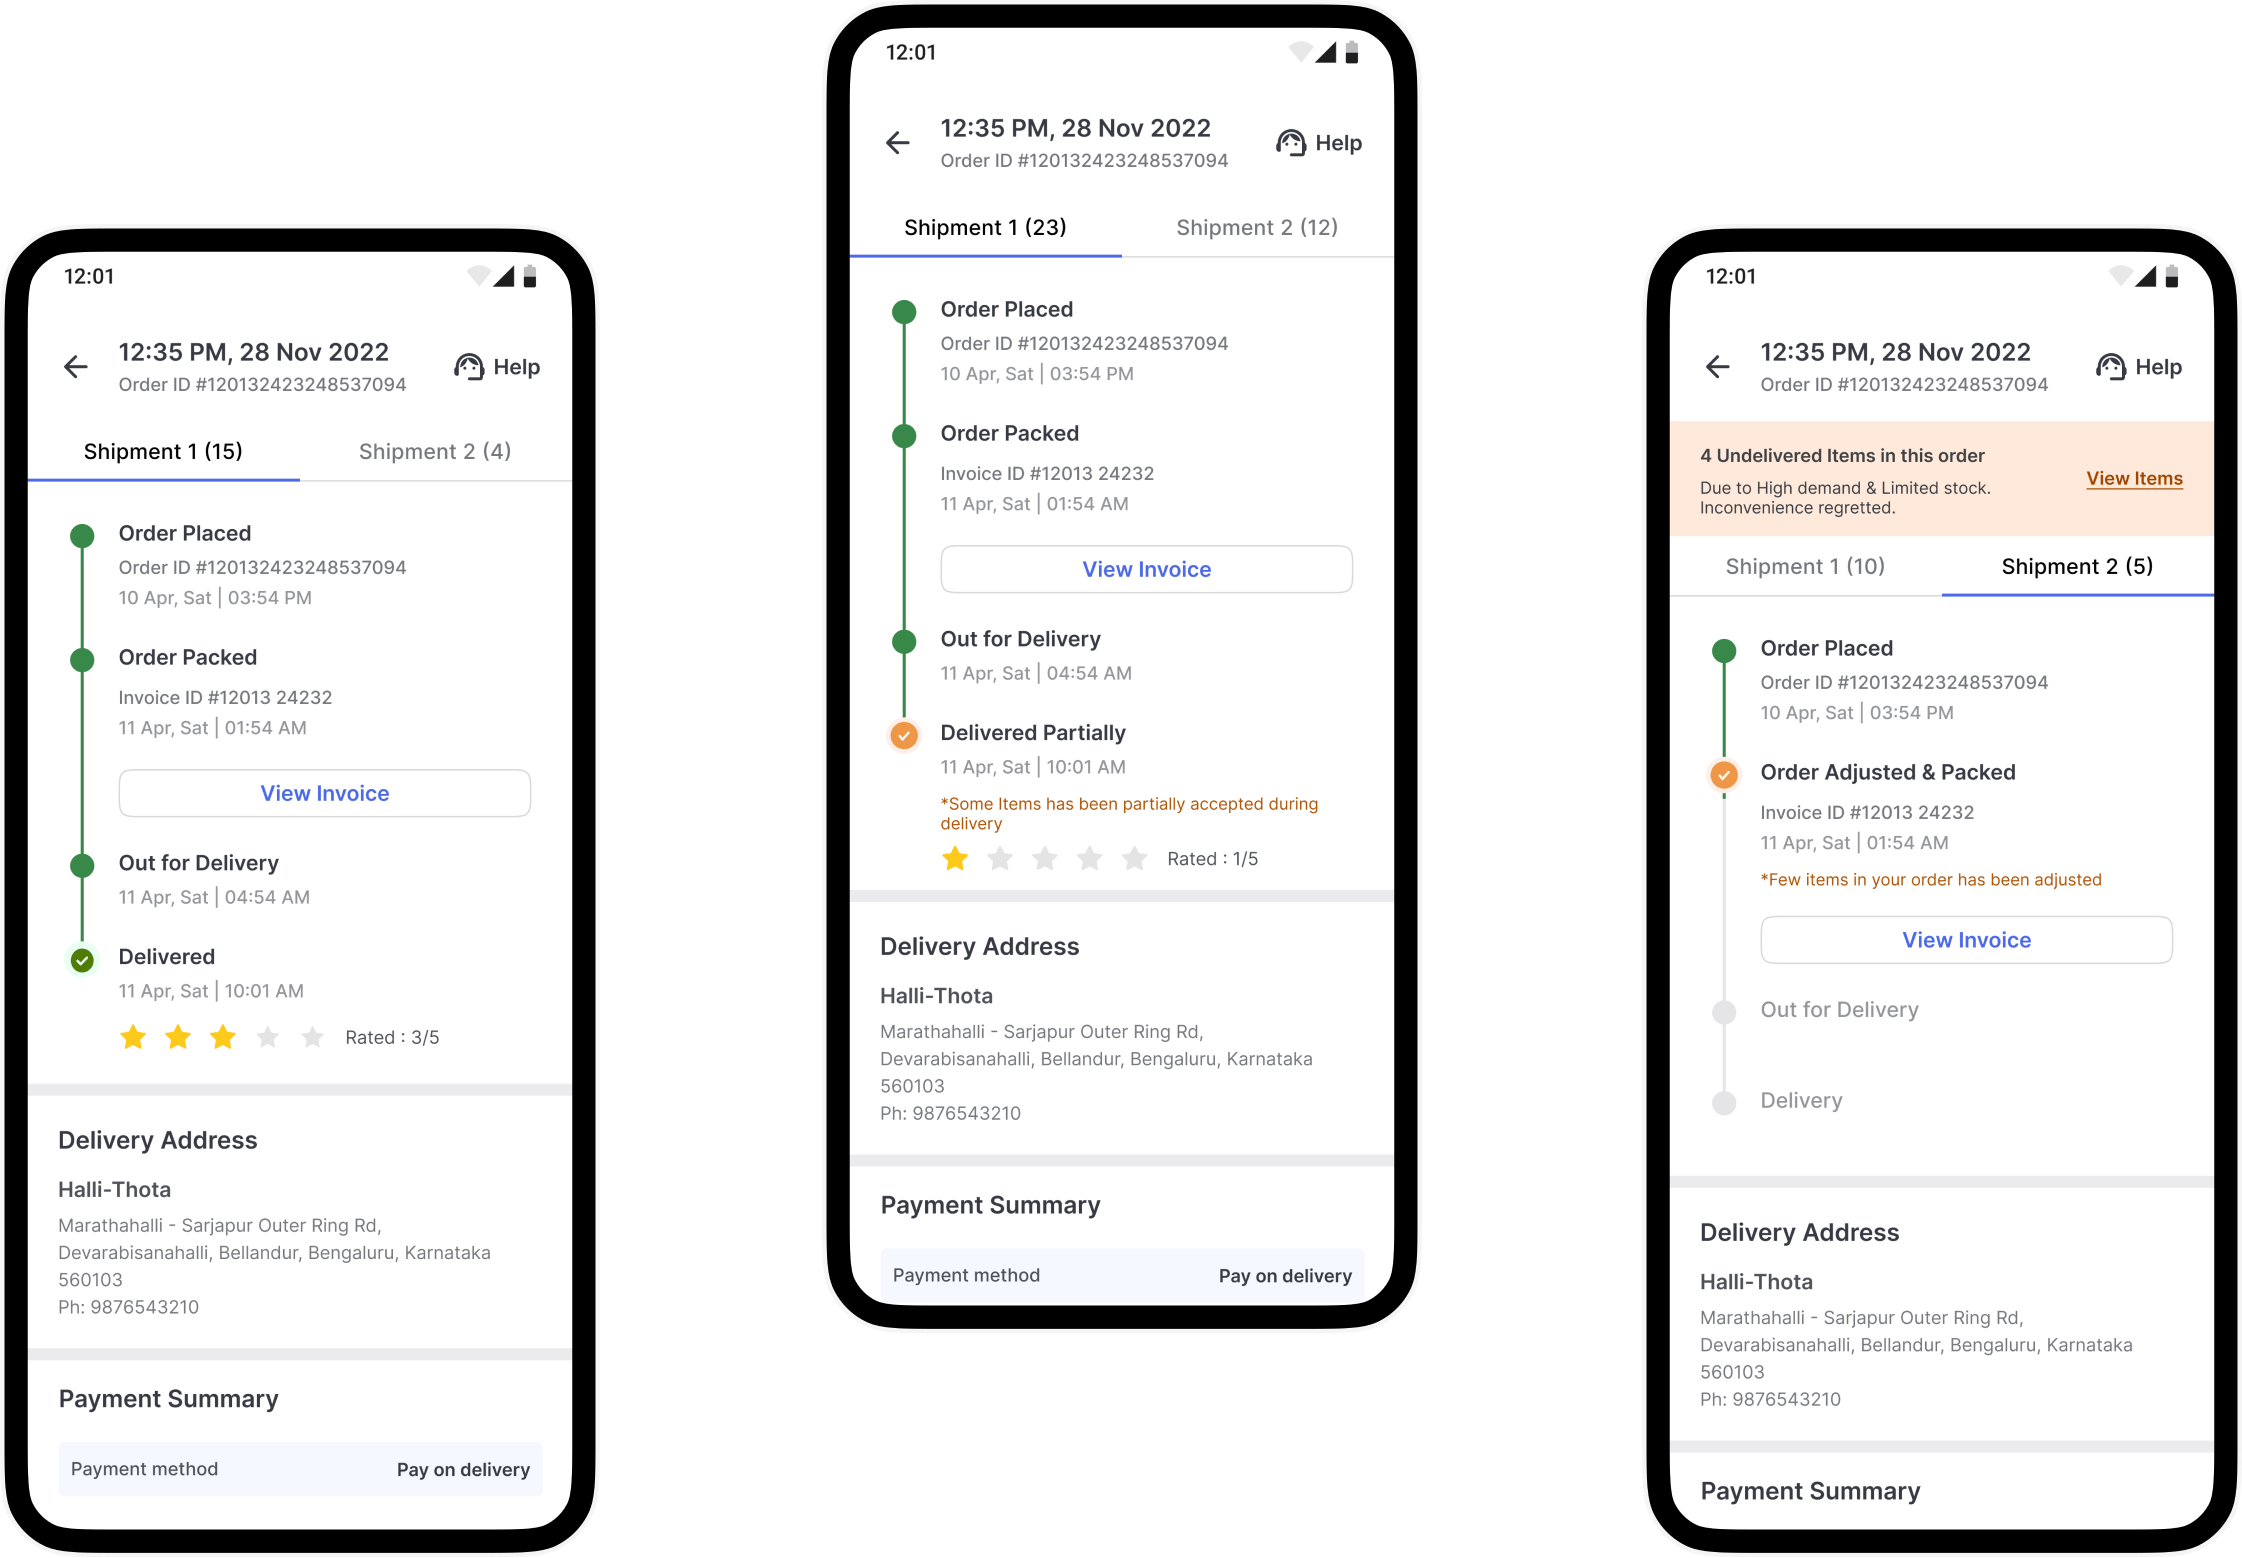 12:01
12:35 PM, 28 Nov 2022
Order ID #120132423248537094
Help
Shipment 1 (15)
Shipment 2 (4)
Order Placed
Order ID #120132423248537094
10 Apr, Sat | 03:54 PM
Order Packed
Invoice ID #12013 24232
11 Apr, Sat | 01:54 AM
View Invoice
Out for Delivery
11 Apr, Sat | 04:54 AM
Delivered
11 Apr, Sat | 10:01 AM
Rated : 3/5
Delivery Address
Halli-Thota
Marathahalli - Sarjapur Outer Ring Rd,
Devarabisanahalli, Bellandur, Bengaluru, Karnataka
560103
Ph: 9876543210
Payment Summary
Payment method
Pay on delivery
12:01
12:35 PM, 28 Nov 2022
Order ID #120132423248537094
Help
Shipment 1 (23)
Shipment 2 (12)
Order Placed
Order ID #120132423248537094
10 Apr, Sat | 03:54 PM
Order Packed
Invoice ID #12013 24232
11 Apr, Sat | 01:54 AM
View Invoice
Out for Delivery
11 Apr, Sat | 04:54 AM
Delivered Partially
11 Apr, Sat | 10:01 AM
*Some Items has been partially accepted during
delivery
Rated : 1/5
Delivery Address
Halli-Thota
Marathahalli - Sarjapur Outer Ring Rd,
Devarabisanahalli, Bellandur, Bengaluru, Karnataka
560103
Ph: 9876543210
Payment Summary
Payment method
Pay on delivery
12:01
12:35 PM, 28 Nov 2022
Order ID #120132423248537094
Help
4 Undelivered Items in this order
Due to High demand & Limited stock.
Inconvenience regretted.
View Items
Shipment 1 (10)
Shipment 2 (5)
Order Placed
Order ID #120132423248537094
10 Apr, Sat | 03:54 PM
Order Adjusted & Packed
Invoice ID #12013 24232
11 Apr, Sat | 01:54 AM
*Few items in your order has been adjusted
View Invoice
Out for Delivery
Delivery
Delivery Address
Halli-Thota
Marathahalli - Sarjapur Outer Ring Rd,
Devarabisanahalli, Bellandur, Bengaluru, Karnataka
560103
Ph: 9876543210
Payment Summary